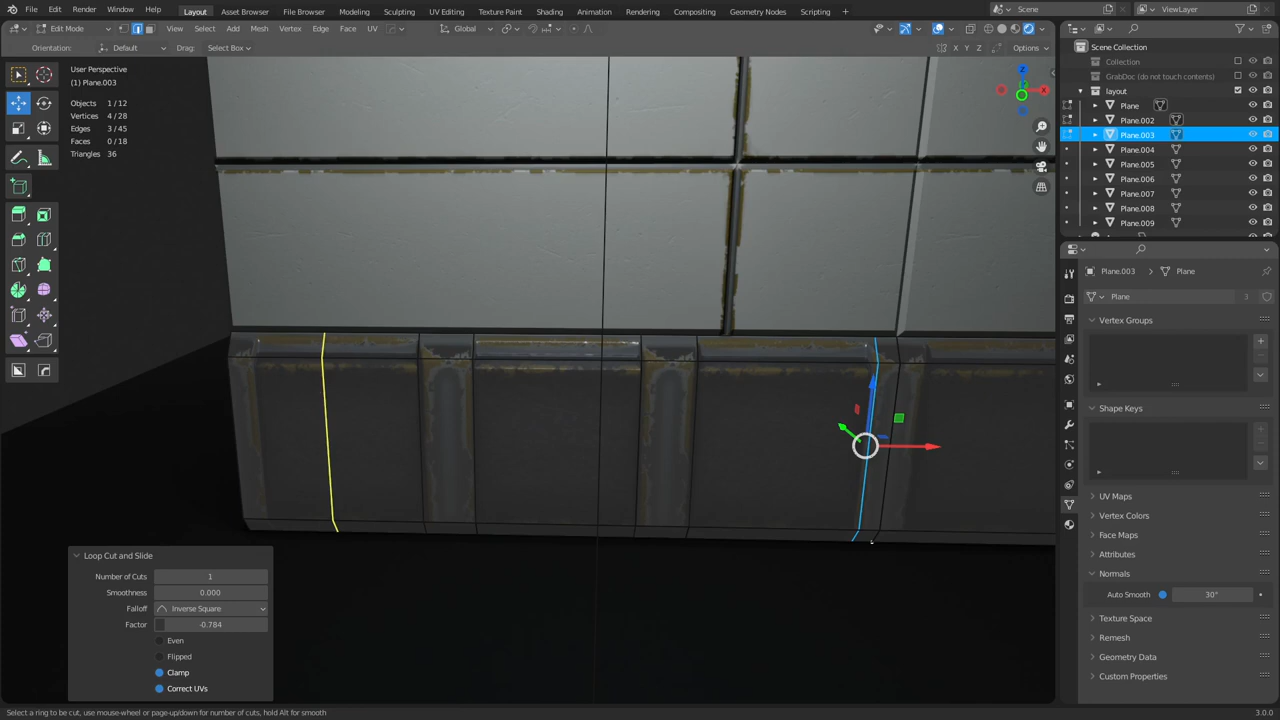 File Edit Render Window Help Layout Asset Browser File Browser Modeling Sculpting UV Editing Texture Paint Shading Animation Rendering Compositing Geometry Nodes Scripting + Scene ViewLayer
Edit Mode View Select Add Mesh Vertex Edge Face UV Global
Orientation: Default Drag: Select Box X Y Z Options
User Perspective
(1) Plane.003
Objects 1/12
Vertices 4/28
Edges 3/45
Faces 0/18
Triangles 36
Z
X
Scene Collection
Collection
GrabDoc (do not touch contents)
layout
Plane
Plane.002
Plane.003
Plane.004
Plane.005
Plane.006
Plane.007
Plane.008
Plane.009
Plane.003 > Plane
Plane 3
Vertex Groups
Shape Keys
UV Maps
Vertex Colors
Face Maps
Attributes
Normals
Auto Smooth 30°
Texture Space
Remesh
Geometry Data
Custom Properties
Loop Cut and Slide
Number of Cuts 1
Smoothness 0.000
Falloff Inverse Square
Factor -0.784
Even
Flipped
Clamp
Correct UVs
Select a ring to be cut, use mouse-wheel or page-up/down for number of cuts, hold Alt for smooth 3.0.0